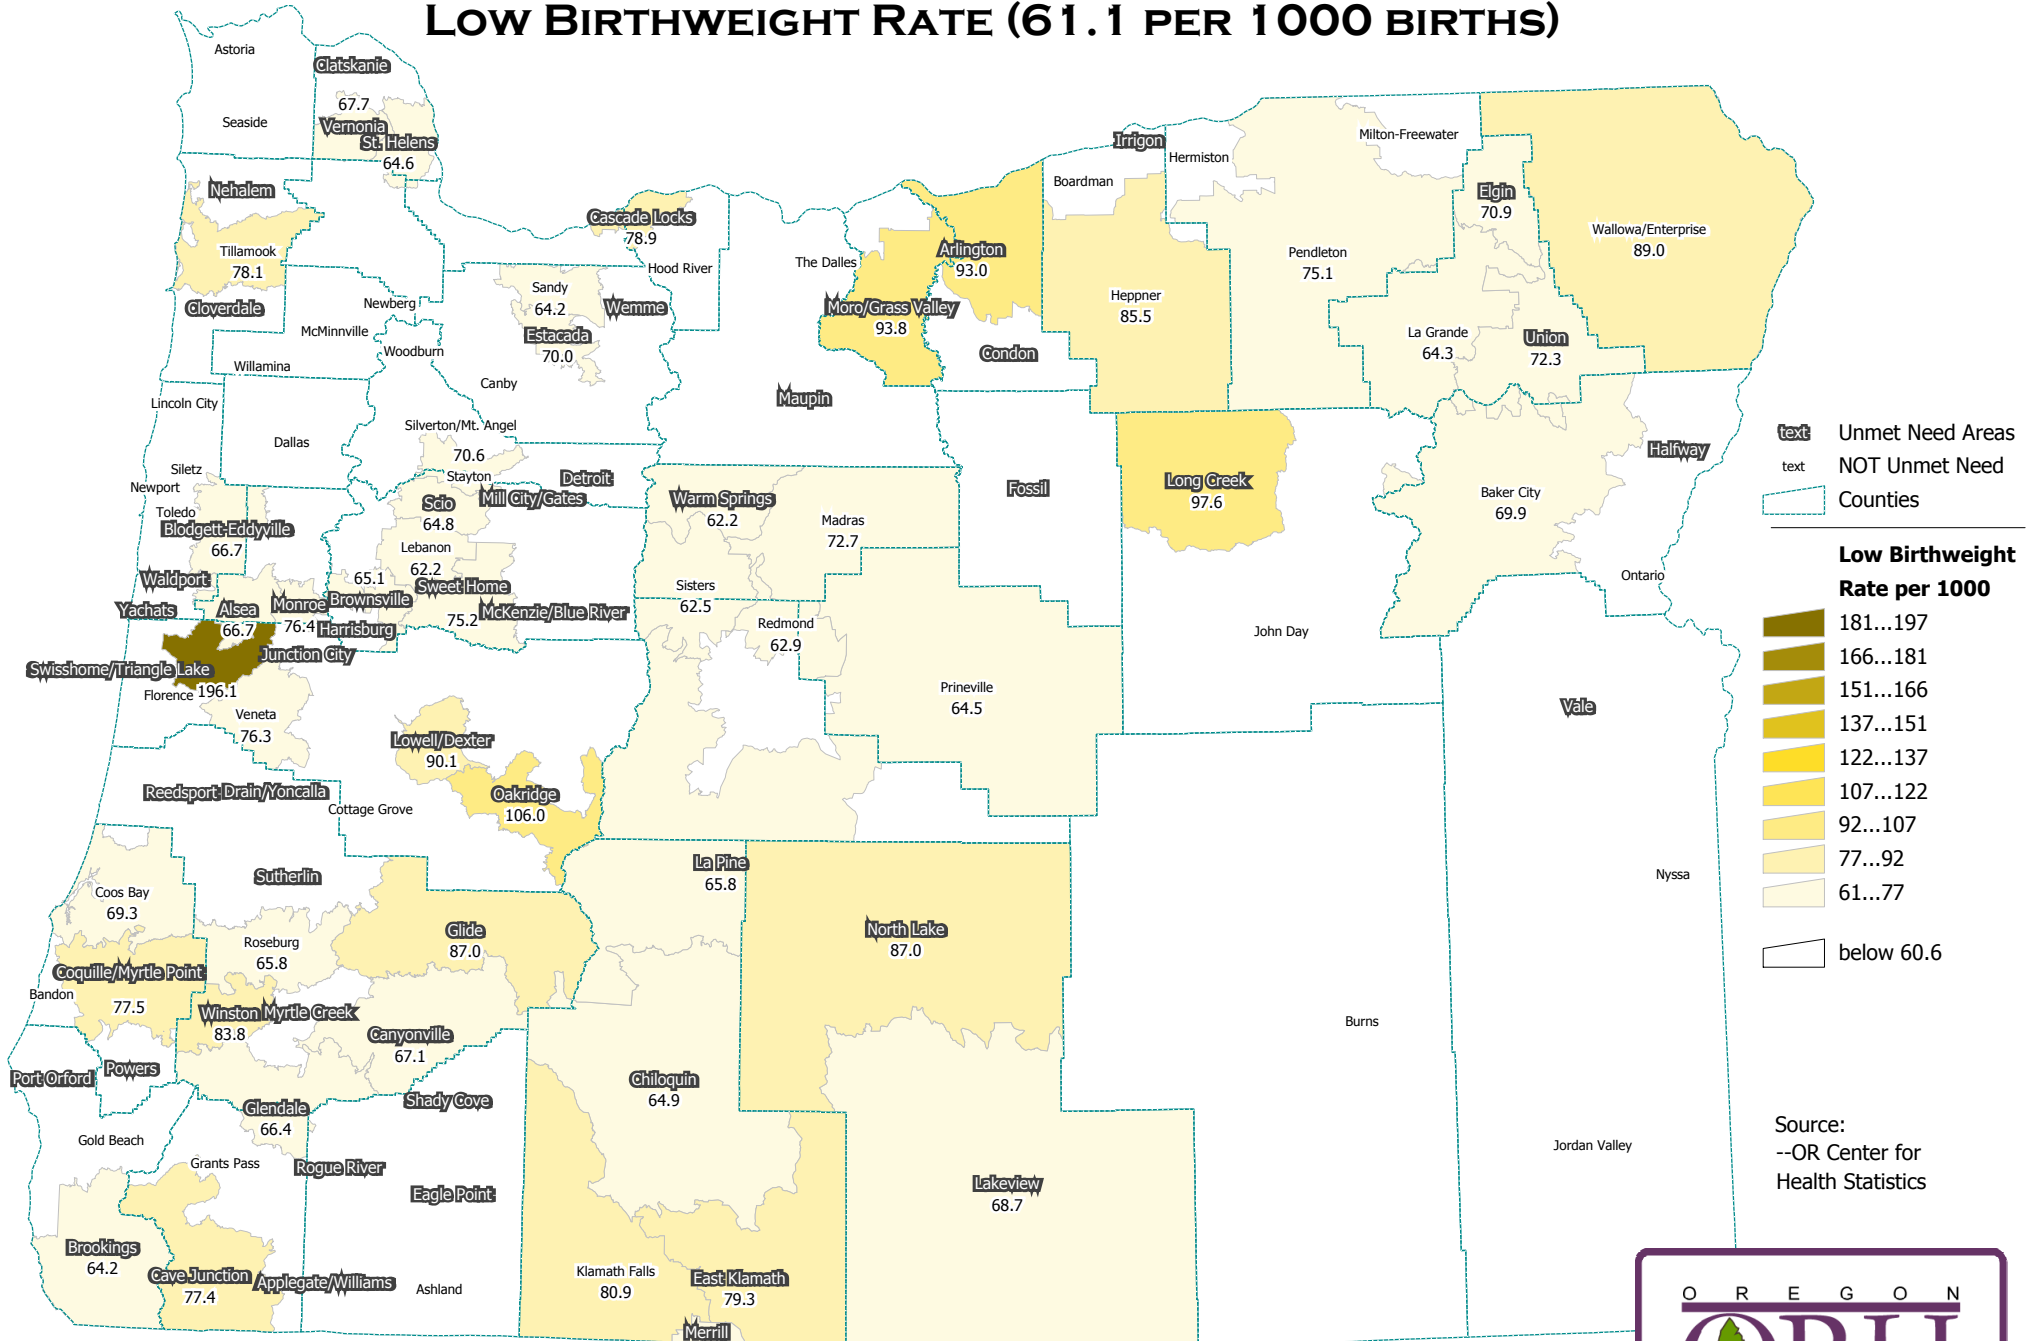 LOW BIRTHWEIGHT RATE (61.1 PER 1000 BIRTHS)
Astoria
Clatskanie
67.7
Seaside
Vernonia
St. Helens
64.6
Irrigon
Milton-Freewater
Hermiston
Boardman
Nehalem
Elgin
70.9
Cascade Locks
78.9
Wallowa/Enterprise
89.0
Tillamook
78.1
Arlington
93.0
Pendleton
75.1
The Dalles
Hood River
Sandy
64.2
Wemme
Heppner
85.5
Cloverdale
Newberg
Moro/Grass Valley
93.8
McMinnville
Estacada
70.0
La Grande
64.3
Union
72.3
Woodburn
Condon
Willamina
Canby
Maupin
Lincoln City
Silverton/Mt. Angel
70.6
Dallas
Halfway
Siletz
Stayton
Detroit
Newport
Mill City/Gates
Long Creek
97.6
Fossil
Warm Springs
62.2
Baker City
69.9
Scio
64.8
Toledo
Blodgett-Eddyville
66.7
Madras
72.7
Lebanon
62.2
Waldport
65.1
Brownsville
Sweet Home
75.2
Sisters
62.5
Ontario
Yachats
Alsea
66.7
Monroe
76.4
McKenzie/Blue River
Harrisburg
Redmond
62.9
John Day
Junction City
Swisshome/Triangle Lake
196.1
Florence
Prineville
64.5
Veneta
76.3
Vale
Lowell/Dexter
90.1
Reedsport
Drain/Yoncalla
Cottage Grove
Oakridge
106.0
La Pine
65.8
Sutherlin
Nyssa
Coos Bay
69.3
Roseburg
65.8
Glide
87.0
North Lake
87.0
Coquille/Myrtle Point
77.5
Bandon
Winston
83.8
Myrtle Creek
Burns
Canyonville
67.1
Powers
Port Orford
Chiloquin
64.9
Shady Cove
Glendale
66.4
Gold Beach
Jordan Valley
Grants Pass
Rogue River
Eagle Point
Lakeview
68.7
Brookings
64.2
Cave Junction
77.4
Applegate/Williams
Ashland
Klamath Falls
80.9
East Klamath
79.3
Merrill
text Unmet Need Areas
text NOT Unmet Need
Counties
Low Birthweight
Rate per 1000
181...197
166...181
151...166
137...151
122...137
107...122
92...107
77...92
61...77
below 60.6
Source:
--OR Center for
Health Statistics
OREGON